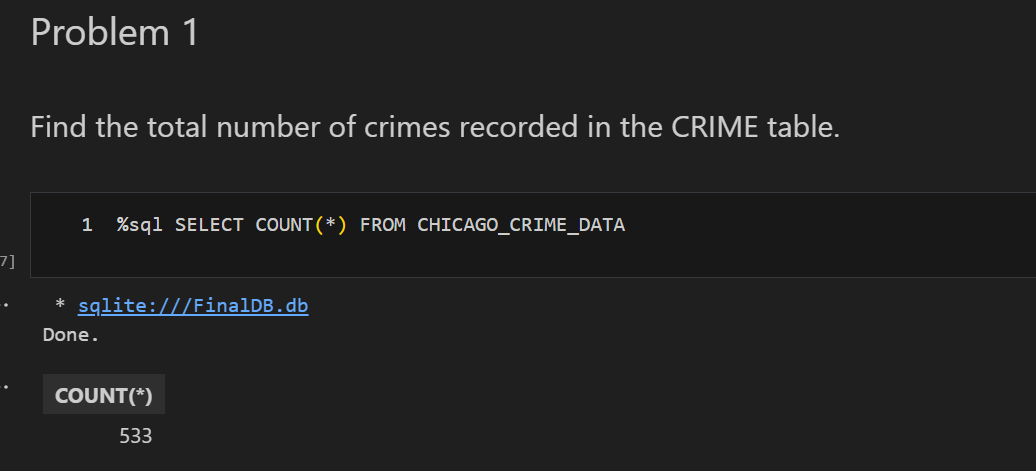 Problem 1
Find the total number of crimes recorded in the CRIME table.
1 %sql SELECT COUNT(*) FROM CHICAGO_CRIME_DATA
7]
* sqlite:///FinalDB.db
Done.
COUNT(*)
533